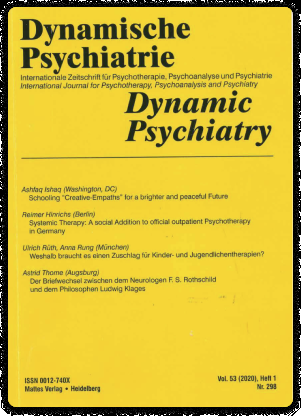 Dynamische
Psychiatrie
Internationale Zeitschrift für Psychotherapie, Psychoanalyse und Psychiatrie
International Journal for Psychotherapy, Psychoanalysis and Psychiatry
Dynamic
Psychiatry
Ashfaq Ishaq (Washington, DC)
Schooling "Creative-Empaths" for a brighter and peaceful Future
Reimer Hinrichs (Berlin)
Systemic Therapy: A social Addition to official outpatient Psychotherapy
in Germany
Ulrich Rüth, Anna Rung (München)
Weshalb braucht es einen Zuschlag für Kinder- und Jugendlichentherapien?
Astrid Thome (Augsburg)
Der Briefwechsel zwischen dem Neurologen F. S. Rothschild
und dem Philosophen Ludwig Klages
ISSN 0012-740X
Mattes Verlag • Heidelberg
Vol. 53 (2020), Heft 1
Nr. 298